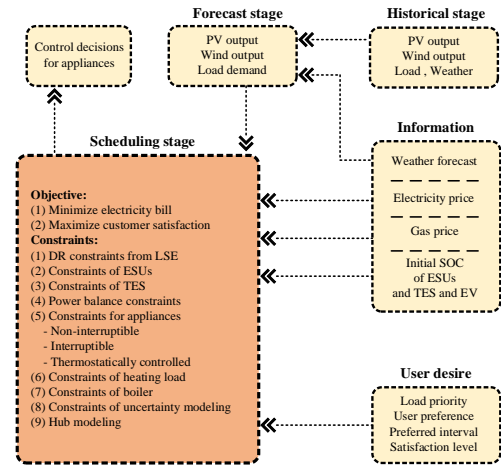 Forecast stage
Historical stage
Control decisions
for appliances
PV output
Wind output
Load demand
PV output
Wind output
Load , Weather
Scheduling stage
Objective:
(1) Minimize electricity bill
(2) Maximize customer satisfaction
Constraints:
(1) DR constraints from LSE
(2) Constraints of ESUs
(3) Constraints of TES
(4) Power balance constraints
(5) Constraints for appliances
- Non-interruptible
- Interruptible
- Thermostatically controlled
(6) Constraints of heating load
(7) Constraints of boiler
(8) Constraints of uncertainty modeling
(9) Hub modeling
Information
Weather forecast
Electricity price
Gas price
Initial SOC
of ESUs
and TES and EV
User desire
Load priority
User preference
Preferred interval
Satisfaction level